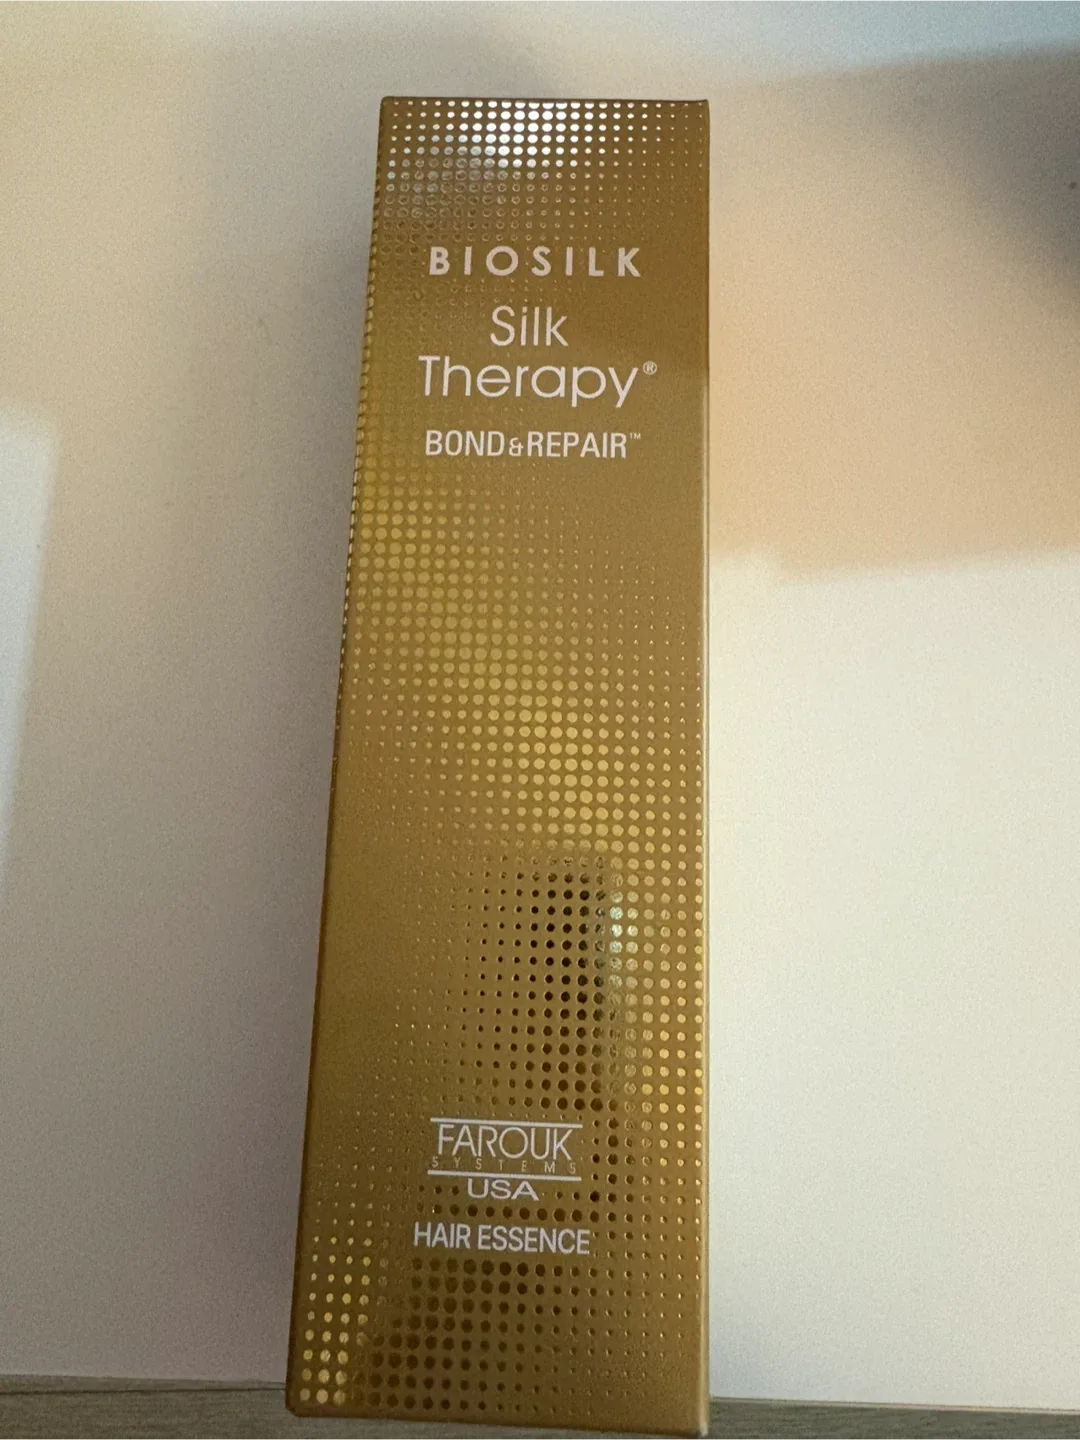 BIOSILK
Silk
Therapy®
BOND&REPAIR™
FAROUK
SYSTEMS
USA
HAIR ESSENCE